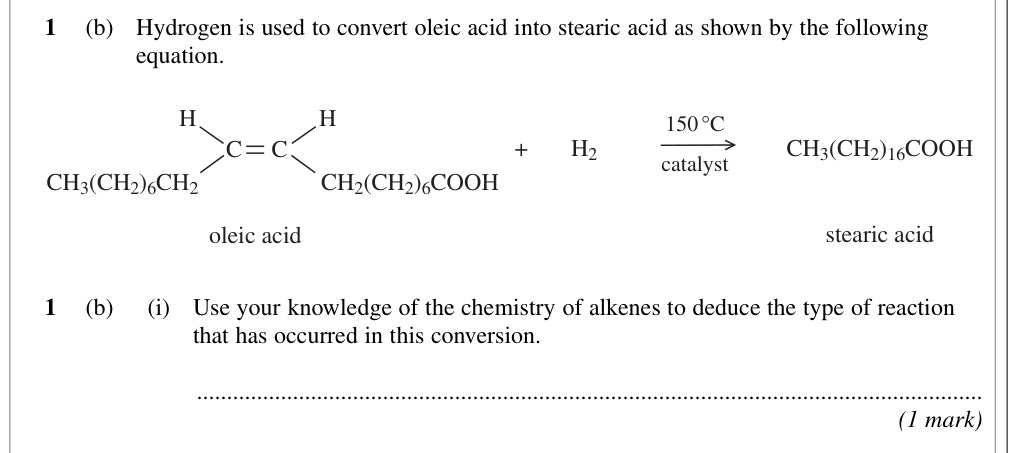 1 (b) Hydrogen is used to convert oleic acid into stearic acid as shown by the following
equation.
H H
C=C + H₂ 150 °C catalyst CH₃(CH₂)₁₆COOH
CH₃(CH₂)₆CH₂ CH₂(CH₂)₆COOH
oleic acid stearic acid
1 (b) (i) Use your knowledge of the chemistry of alkenes to deduce the type of reaction
that has occurred in this conversion.
(1 mark)